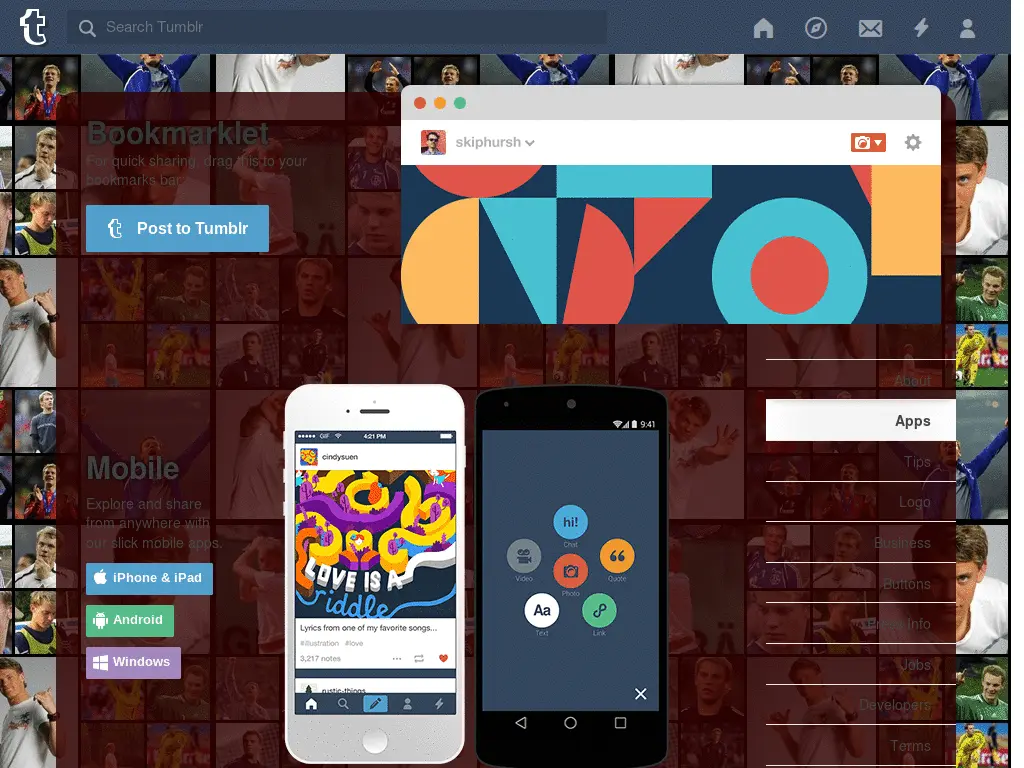 Search Tumblr
Bookmarklet
For quick sharing, drag this to your
bookmarks bar.
Post to Tumblr
skiphursh
About
Apps
Tips
Logo
Business
Buttons
Press Info
Jobs
Developers
Terms
Mobile
Explore and share
from anywhere with
our slick mobile apps.
iPhone & iPad
Android
Windows
GIF
4:21 PM
cindysuen
LOVE IS A
riddle
Lyrics from one of my favorite songs...
#illustration #love
3,217 notes
rustic-things
9:41
hi!
Chat
Video
Quote
Photo
Aa
Text
Link